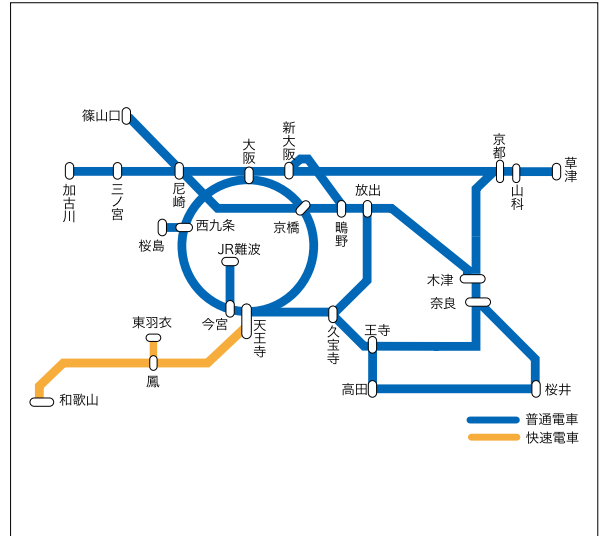 篠山口
大阪
新大阪
京都
加古川
三ノ宮
尼崎
山科
草津
放出
西九条
桜島
京橋
鴫野
JR難波
木津
奈良
今宮
天王寺
久宝寺
王寺
東羽衣
鳳
和歌山
高田
桜井
普通電車
快速電車